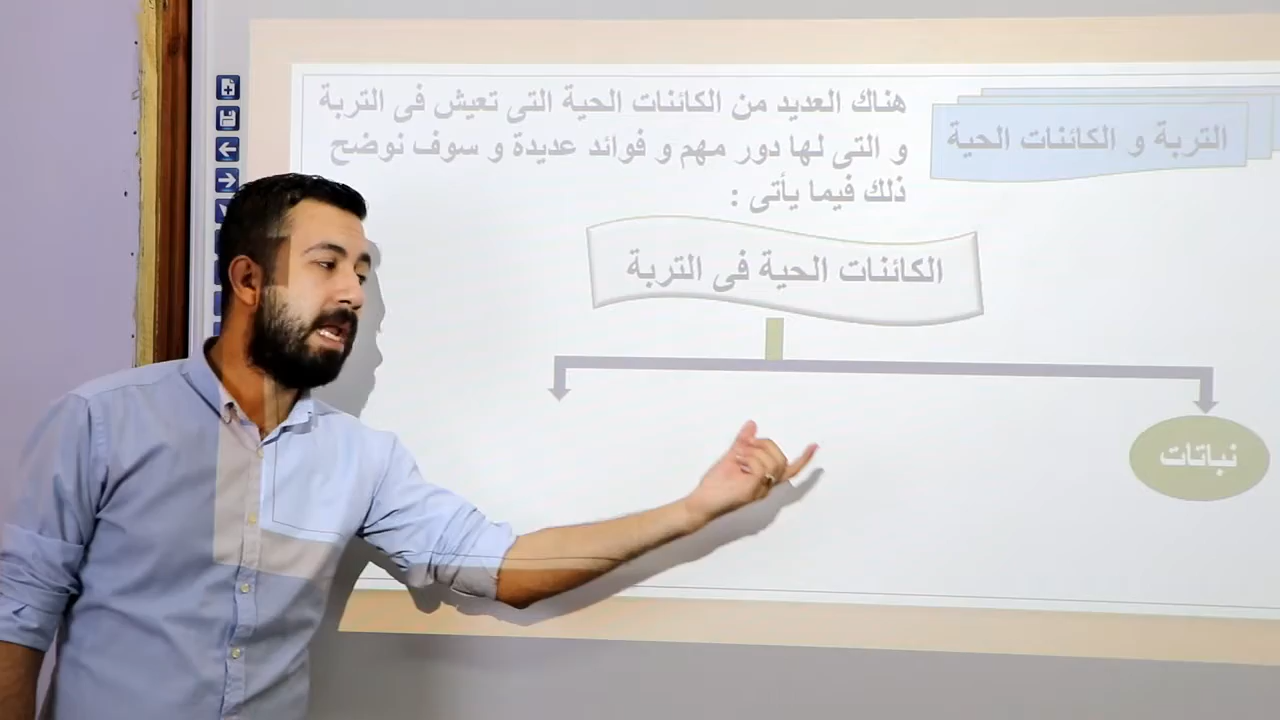 التربة و الكائنات الحية
هناك العديد من الكائنات الحية التى تعيش فى التربة
و التى لها دور مهم و فوائد عديدة و سوف نوضح
ذلك فيما يأتى :
الكائنات الحية فى التربة
نباتات